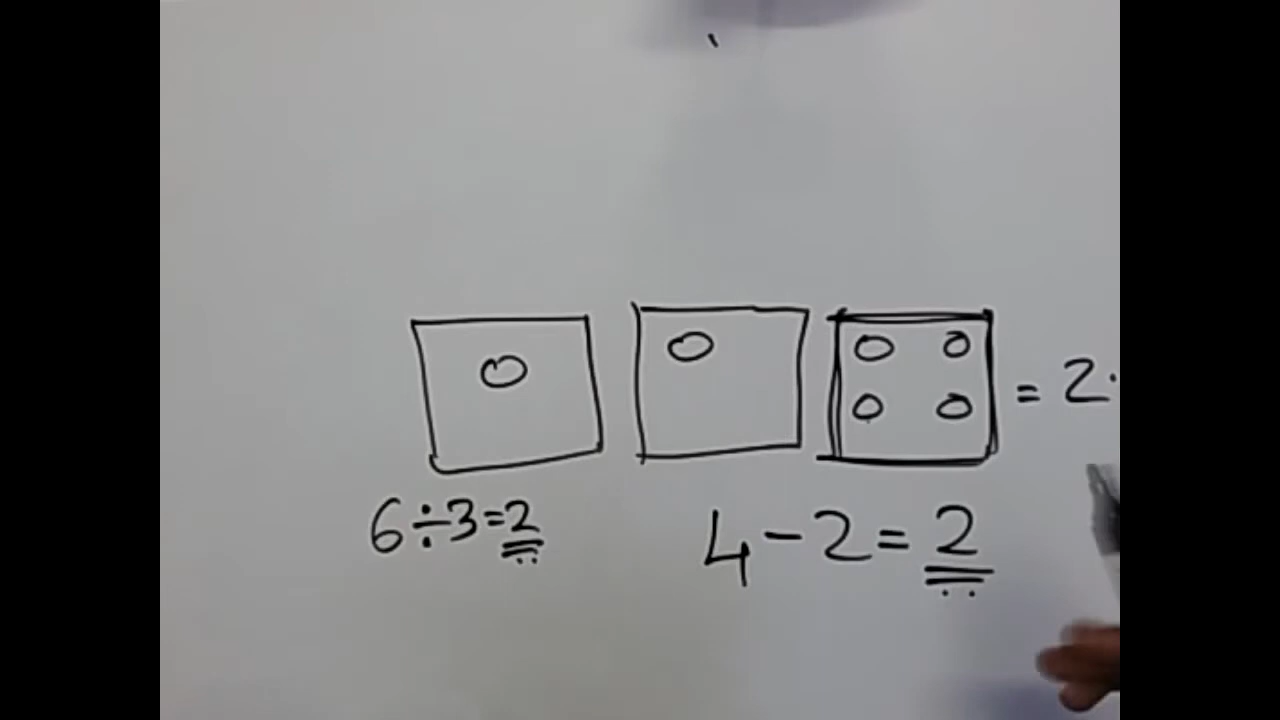 = 2.
6÷3=2
4-2=2